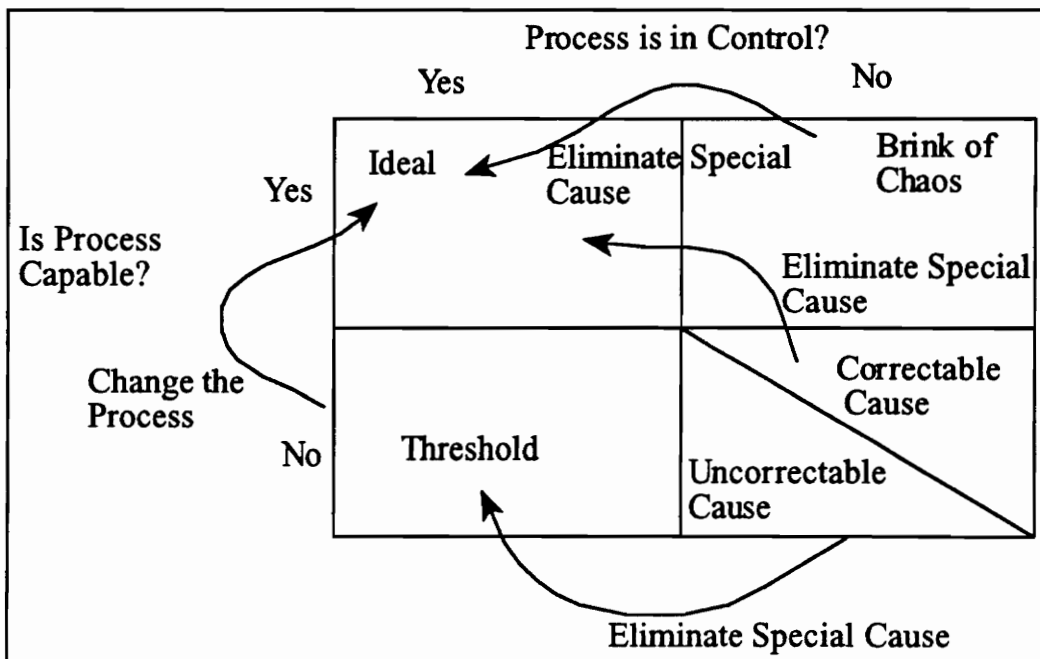 Process is in Control?
Yes
No
Ideal
Eliminate Special
Cause
Brink of
Chaos
Yes
Is Process
Capable?
Eliminate Special
Cause
Change the
Process
Correctable
Cause
No
Threshold
Uncorrectable
Cause
Eliminate Special Cause